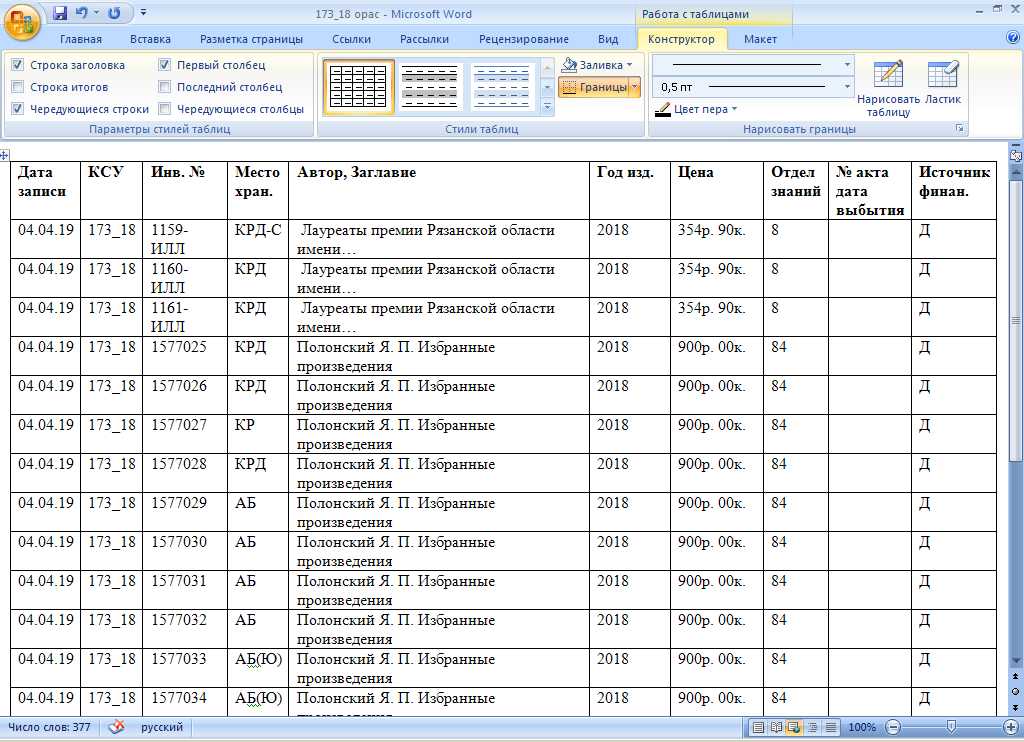 173_18 орас - Microsoft Word
Работа с таблицами
Главная Вставка Разметка страницы Ссылки Рассылки Рецензирование Вид Конструктор Макет
Строка заголовка Первый столбец
Строка итогов Последний столбец
Чередующиеся строки Чередующиеся столбцы
Параметры стилей таблиц
Заливка
Границы
Стили таблиц
0,5 пт
Цвет пера
Нарисовать таблицу
Ластик
Нарисовать границы
Дата записи КСУ Инв. № Место хран. Автор, Заглавие Год изд. Цена Отдел знаний № акта дата выбытия Источник финан.
04.04.19 173_18 1159-ИЛЛ КРД-С Лауреаты премии Рязанской области имени… 2018 354р. 90к. 8 Д
04.04.19 173_18 1160-ИЛЛ КРД Лауреаты премии Рязанской области имени… 2018 354р. 90к. 8 Д
04.04.19 173_18 1161-ИЛЛ КРД Лауреаты премии Рязанской области имени… 2018 354р. 90к. 8 Д
04.04.19 173_18 1577025 КРД Полонский Я. П. Избранные произведения 2018 900р. 00к. 84 Д
04.04.19 173_18 1577026 КРД Полонский Я. П. Избранные произведения 2018 900р. 00к. 84 Д
04.04.19 173_18 1577027 КР Полонский Я. П. Избранные произведения 2018 900р. 00к. 84 Д
04.04.19 173_18 1577028 КРД Полонский Я. П. Избранные произведения 2018 900р. 00к. 84 Д
04.04.19 173_18 1577029 АБ Полонский Я. П. Избранные произведения 2018 900р. 00к. 84 Д
04.04.19 173_18 1577030 АБ Полонский Я. П. Избранные произведения 2018 900р. 00к. 84 Д
04.04.19 173_18 1577031 АБ Полонский Я. П. Избранные произведения 2018 900р. 00к. 84 Д
04.04.19 173_18 1577032 АБ Полонский Я. П. Избранные произведения 2018 900р. 00к. 84 Д
04.04.19 173_18 1577033 АБ(Ю) Полонский Я. П. Избранные произведения 2018 900р. 00к. 84 Д
04.04.19 173_18 1577034 АБ(Ю) Полонский Я. П. Избранные 2018 900р. 00к. 84 Д
Число слов: 377 русский 100%